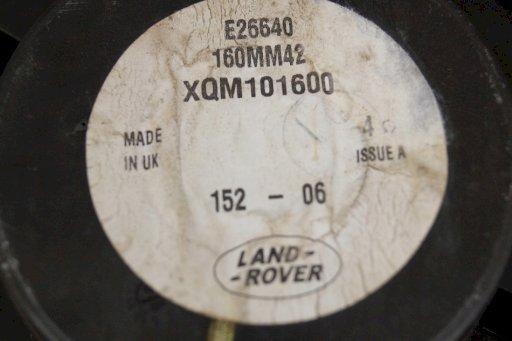 E26640
160MM42
XQM101600
4 Ω
MADE
IN UK
ISSUE A
152 - 06
LAND-
-ROVER